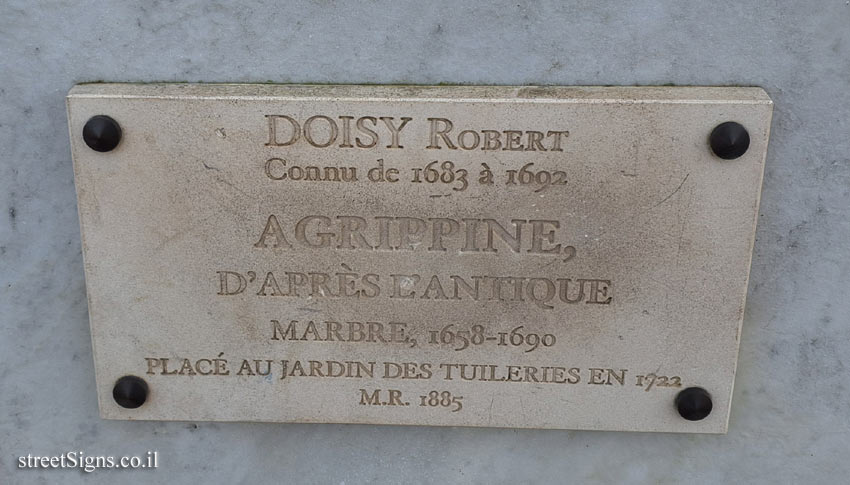 DOISY ROBERT
Connu de 1683 à 1692
AGRIPPINE,
D'APRÈS L'ANTIQUE
MARBRE, 1658-1690
PLACÉ AU JARDIN DES TUILERIES EN 1722
M.R. 1885
streetSigns.co.il